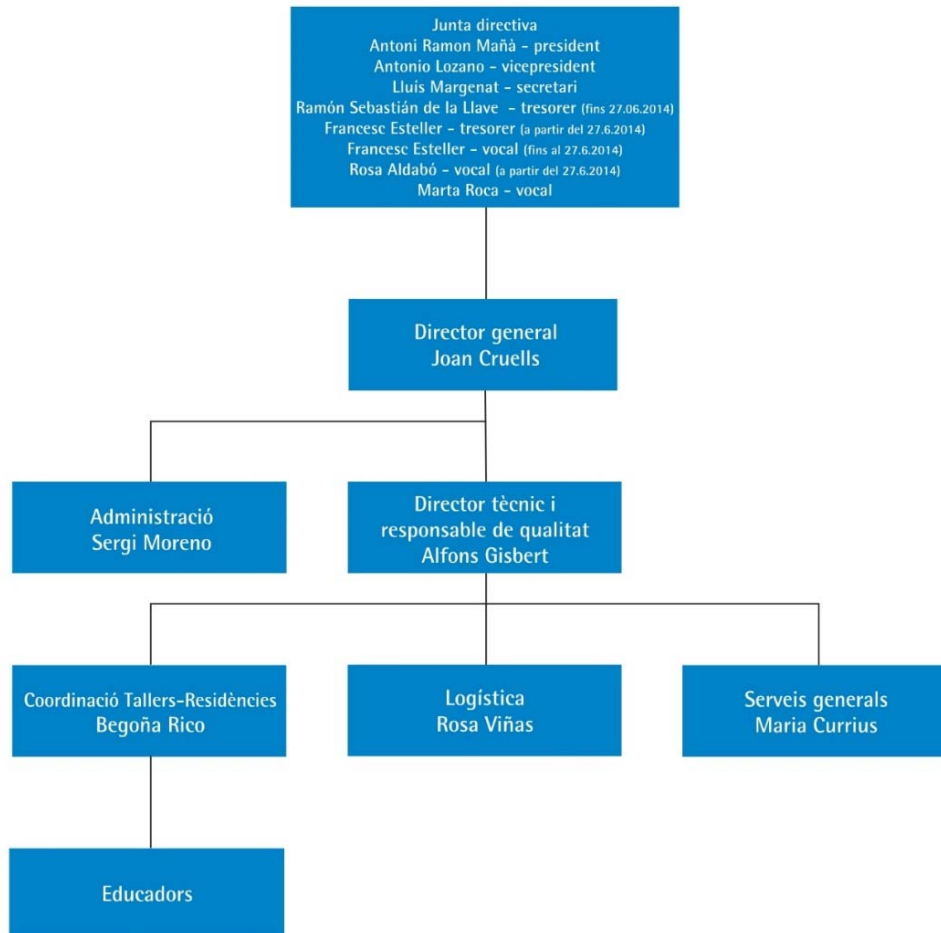 Junta directiva
Antoni Ramon Mañà – president
Antonio Lozano – vicepresident
Lluís Margenat – secretari
Ramón Sebastián de la Llave – tresorer (fins 27.06.2014)
Francesc Esteller – tresorer (a partir del 27.6.2014)
Francesc Esteller – vocal (fins al 27.6.2014)
Rosa Aldabó – vocal (a partir del 27.6.2014)
Marta Roca – vocal
Director general
Joan Cruells
Administració
Sergi Moreno
Director tècnic i
responsable de qualitat
Alfons Gisbert
Coordinació Tallers-Residències
Begoña Rico
Logística
Rosa Viñas
Serveis generals
Maria Currius
Educadors